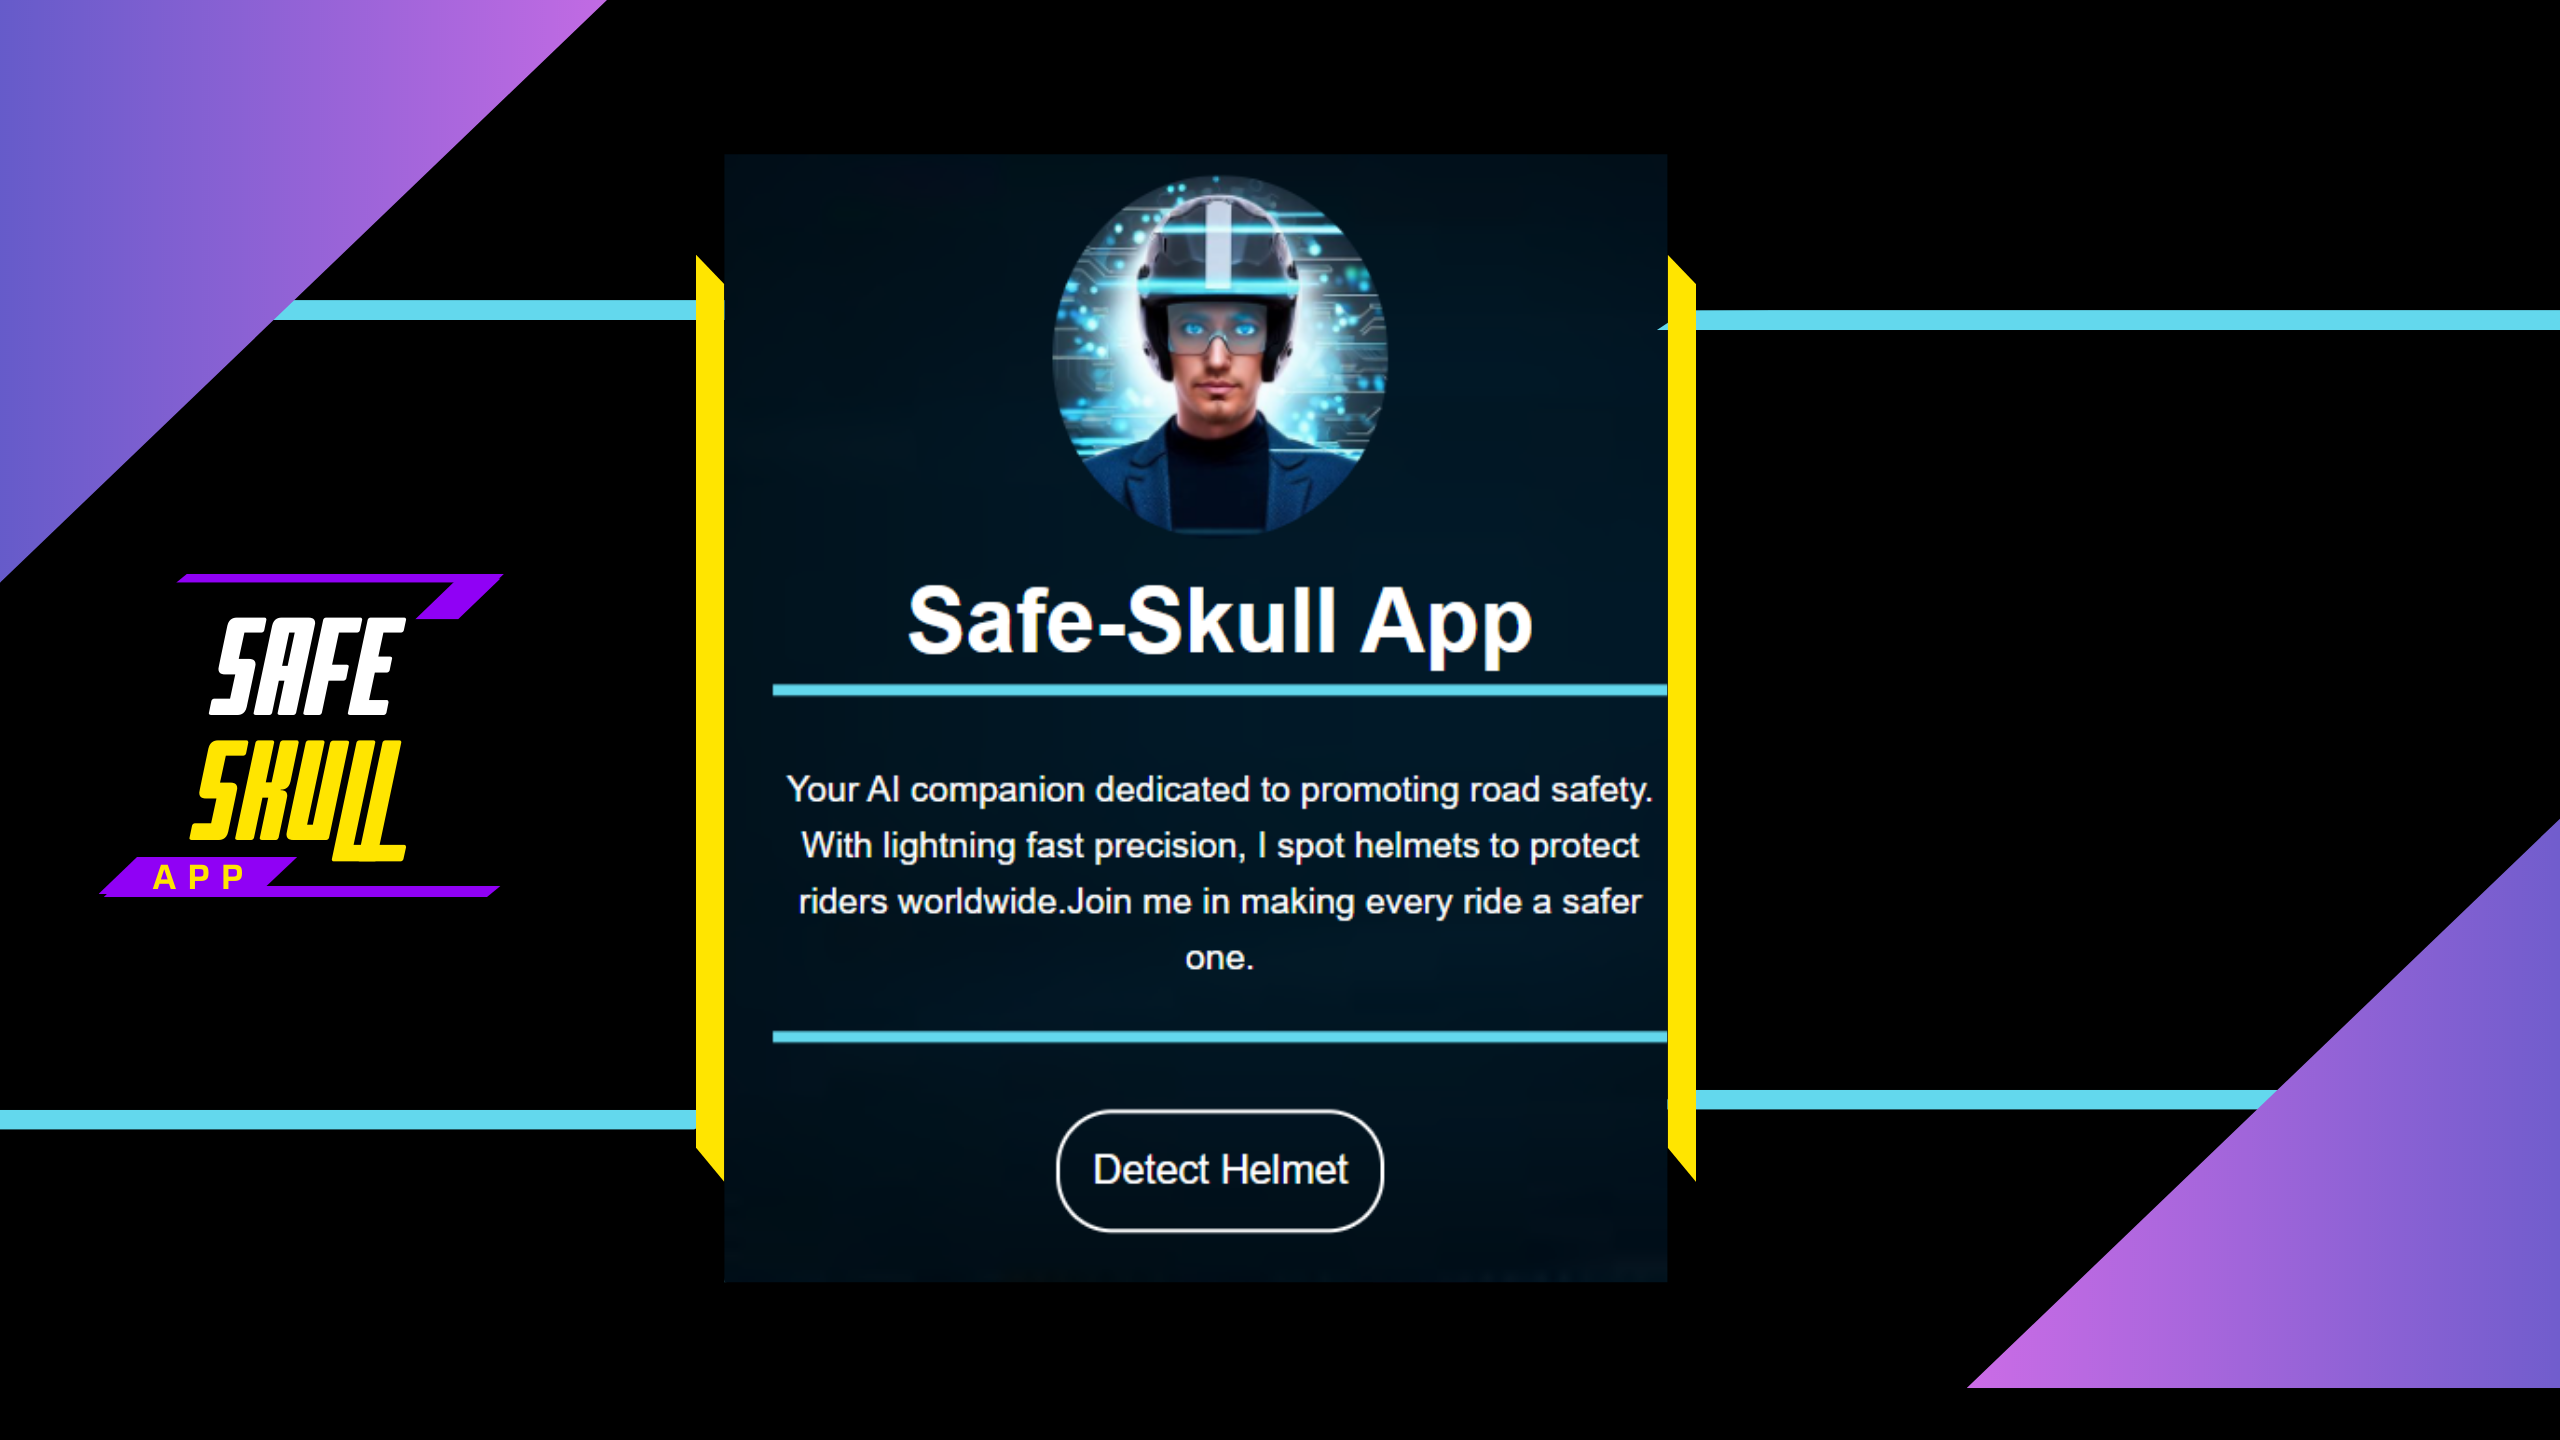 SAFE
SKULL
APP
Safe-Skull App
Your AI companion dedicated to promoting road safety.
With lightning fast precision, I spot helmets to protect
riders worldwide.Join me in making every ride a safer
one.
Detect Helmet